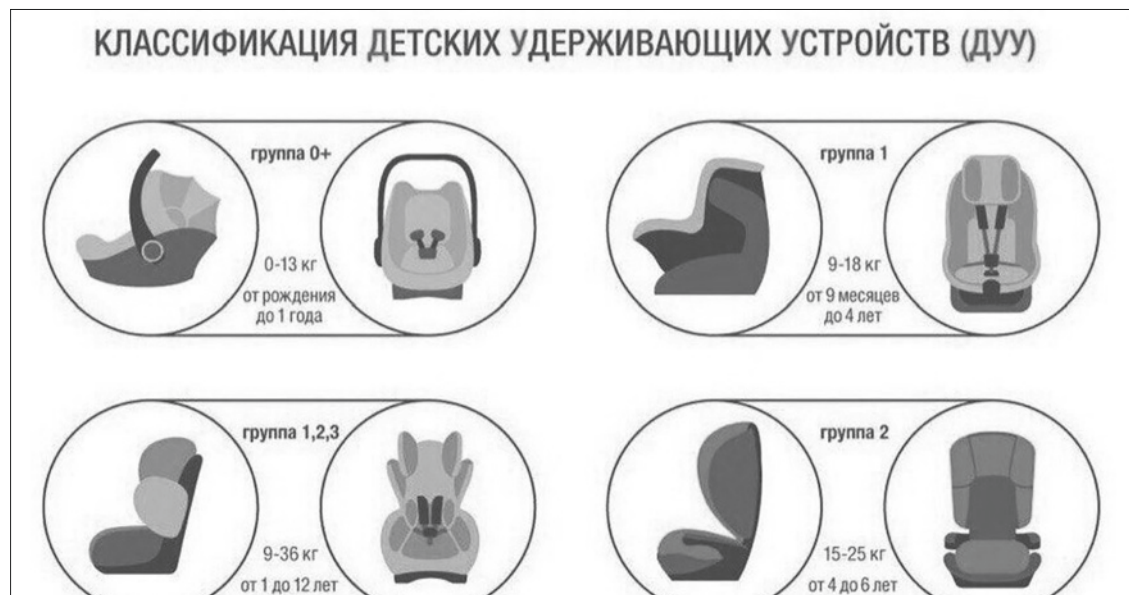 КЛАССИФИКАЦИЯ ДЕТСКИХ УДЕРЖИВАЮЩИХ УСТРОЙСТВ (ДУУ)
группа 0+
0-13 кг
от рождения
до 1 года
группа 1
9-18 кг
от 9 месяцев
до 4 лет
группа 1,2,3
9-36 кг
от 1 до 12 лет
группа 2
15-25 кг
от 4 до 6 лет